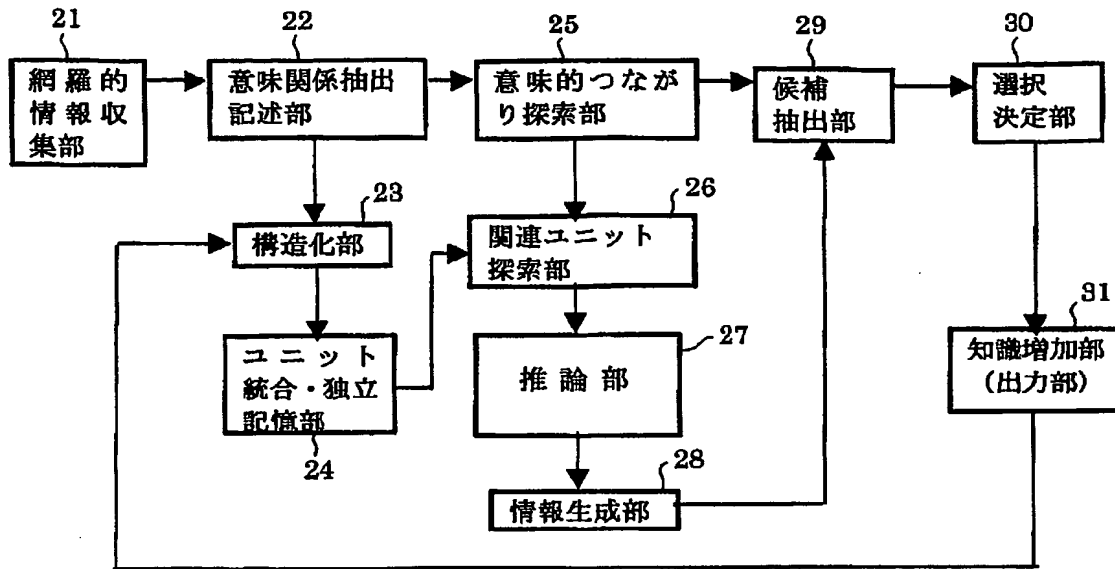 21
網羅的
情報収
集部
22
意味関係抽出
記述部
25
意味的つなが
り探索部
29
候補
抽出部
30
選択
決定部
23
構造化部
26
関連ユニット
探索部
ユニット
統合・独立
記憶部
24
27
推論部
28
情報生成部
31
知識増加部
(出力部)